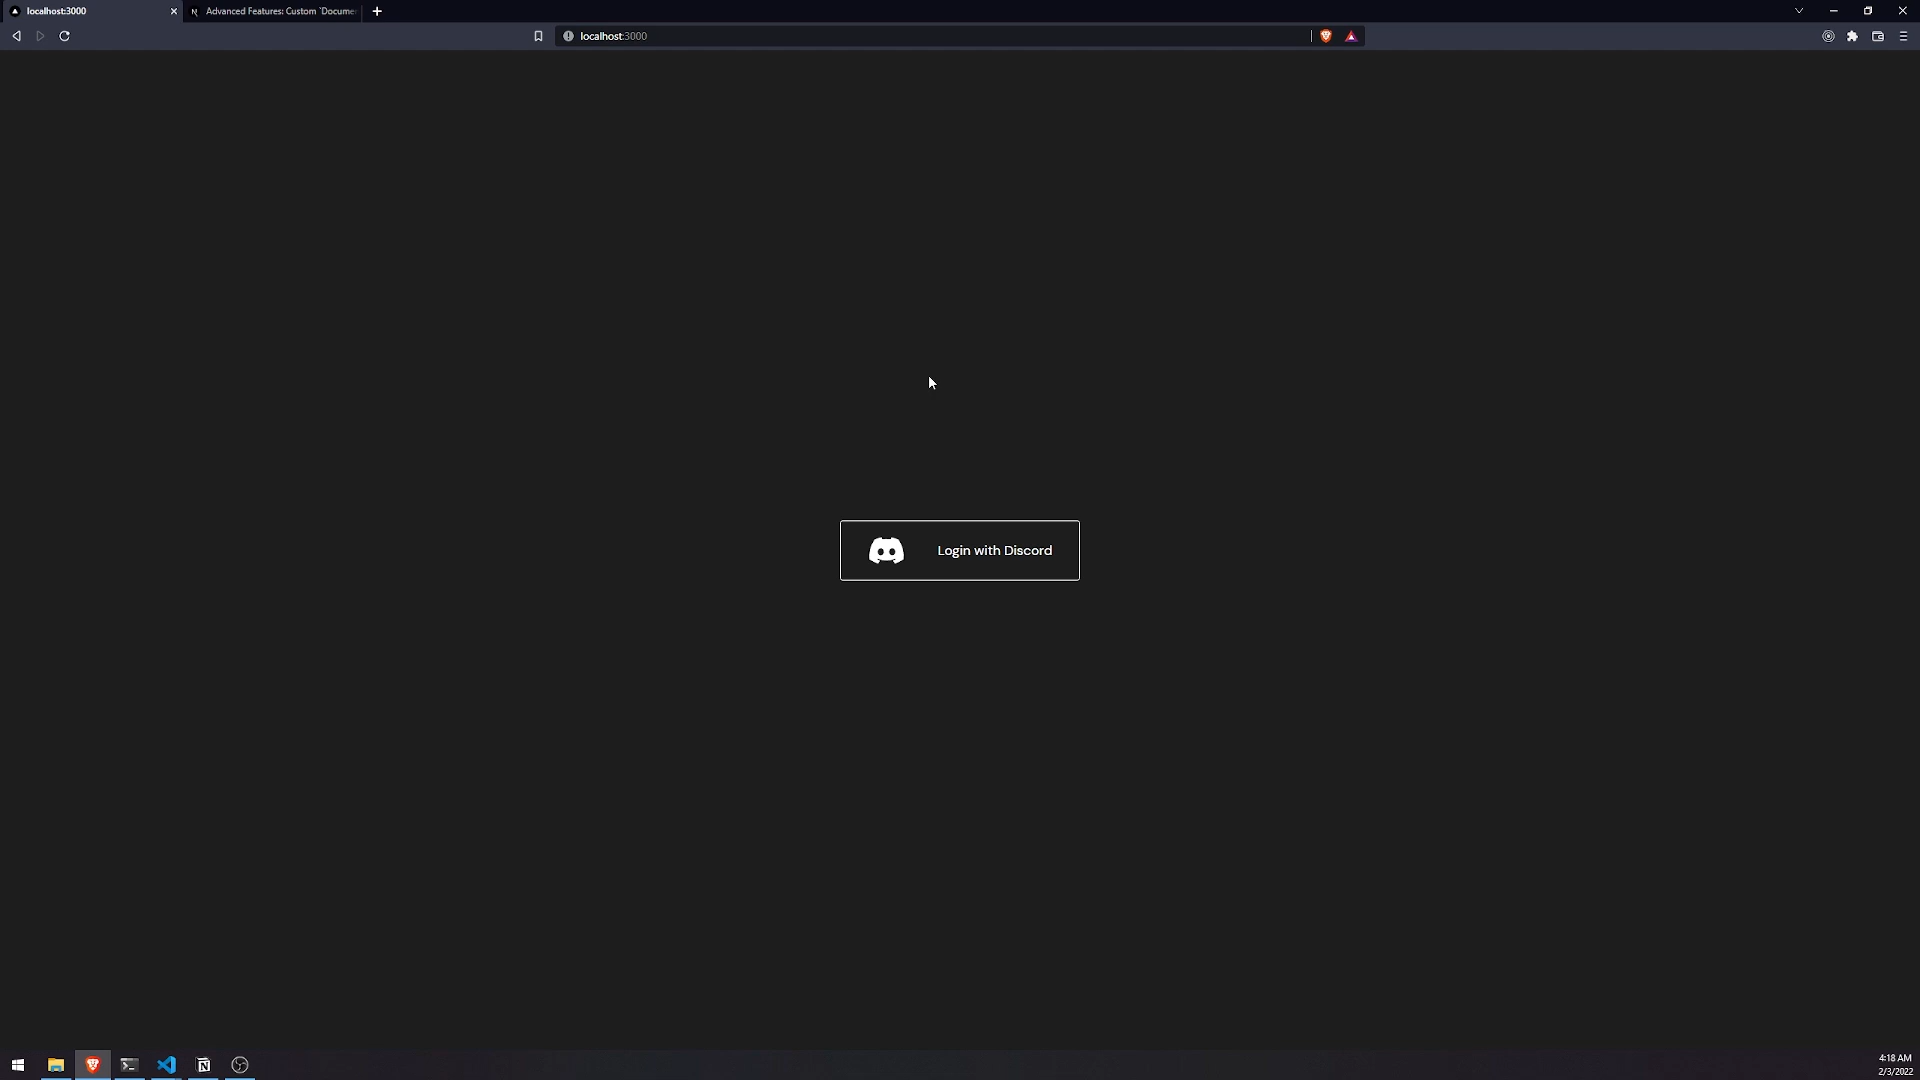 localhost:3000
Advanced Features: Custom `Docume
localhost:3000
Login with Discord
4:18 AM
2/3/2022